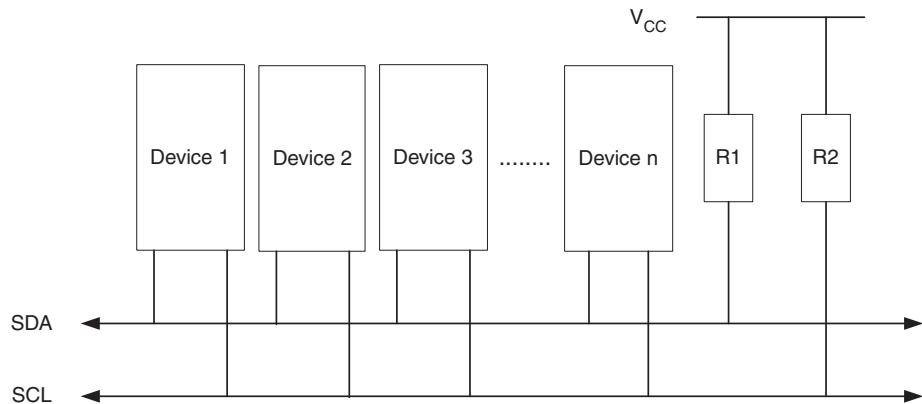 VCC
Device 1 Device 2 Device 3 ........ Device n R1 R2
SDA
SCL